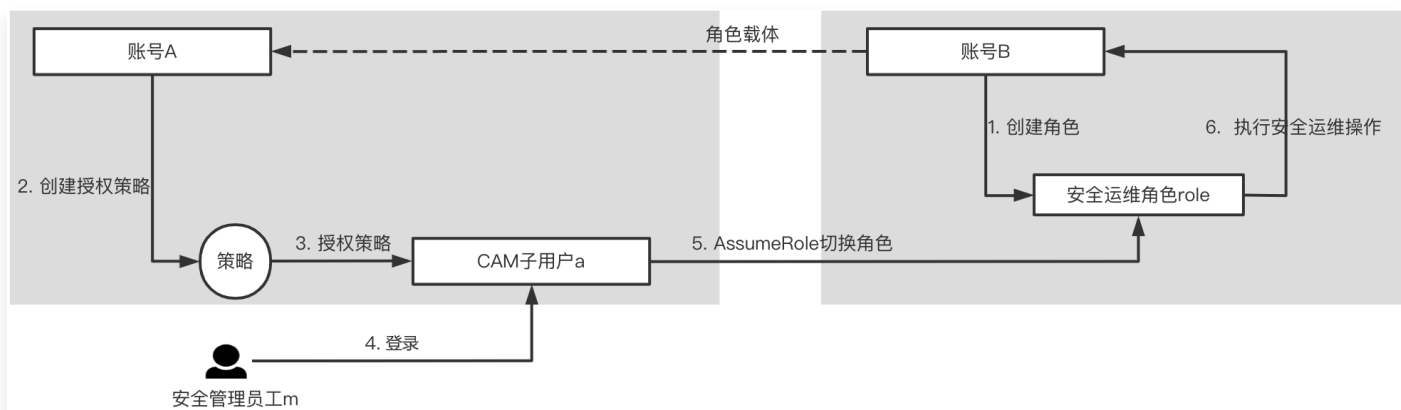 角色载体
账号A
账号B
1. 创建角色
6. 执行安全运维操作
2. 创建授权策略
安全运维角色role
3. 授权策略
5. AssumeRole切换角色
策略
CAM子用户a
4. 登录
安全管理员工m